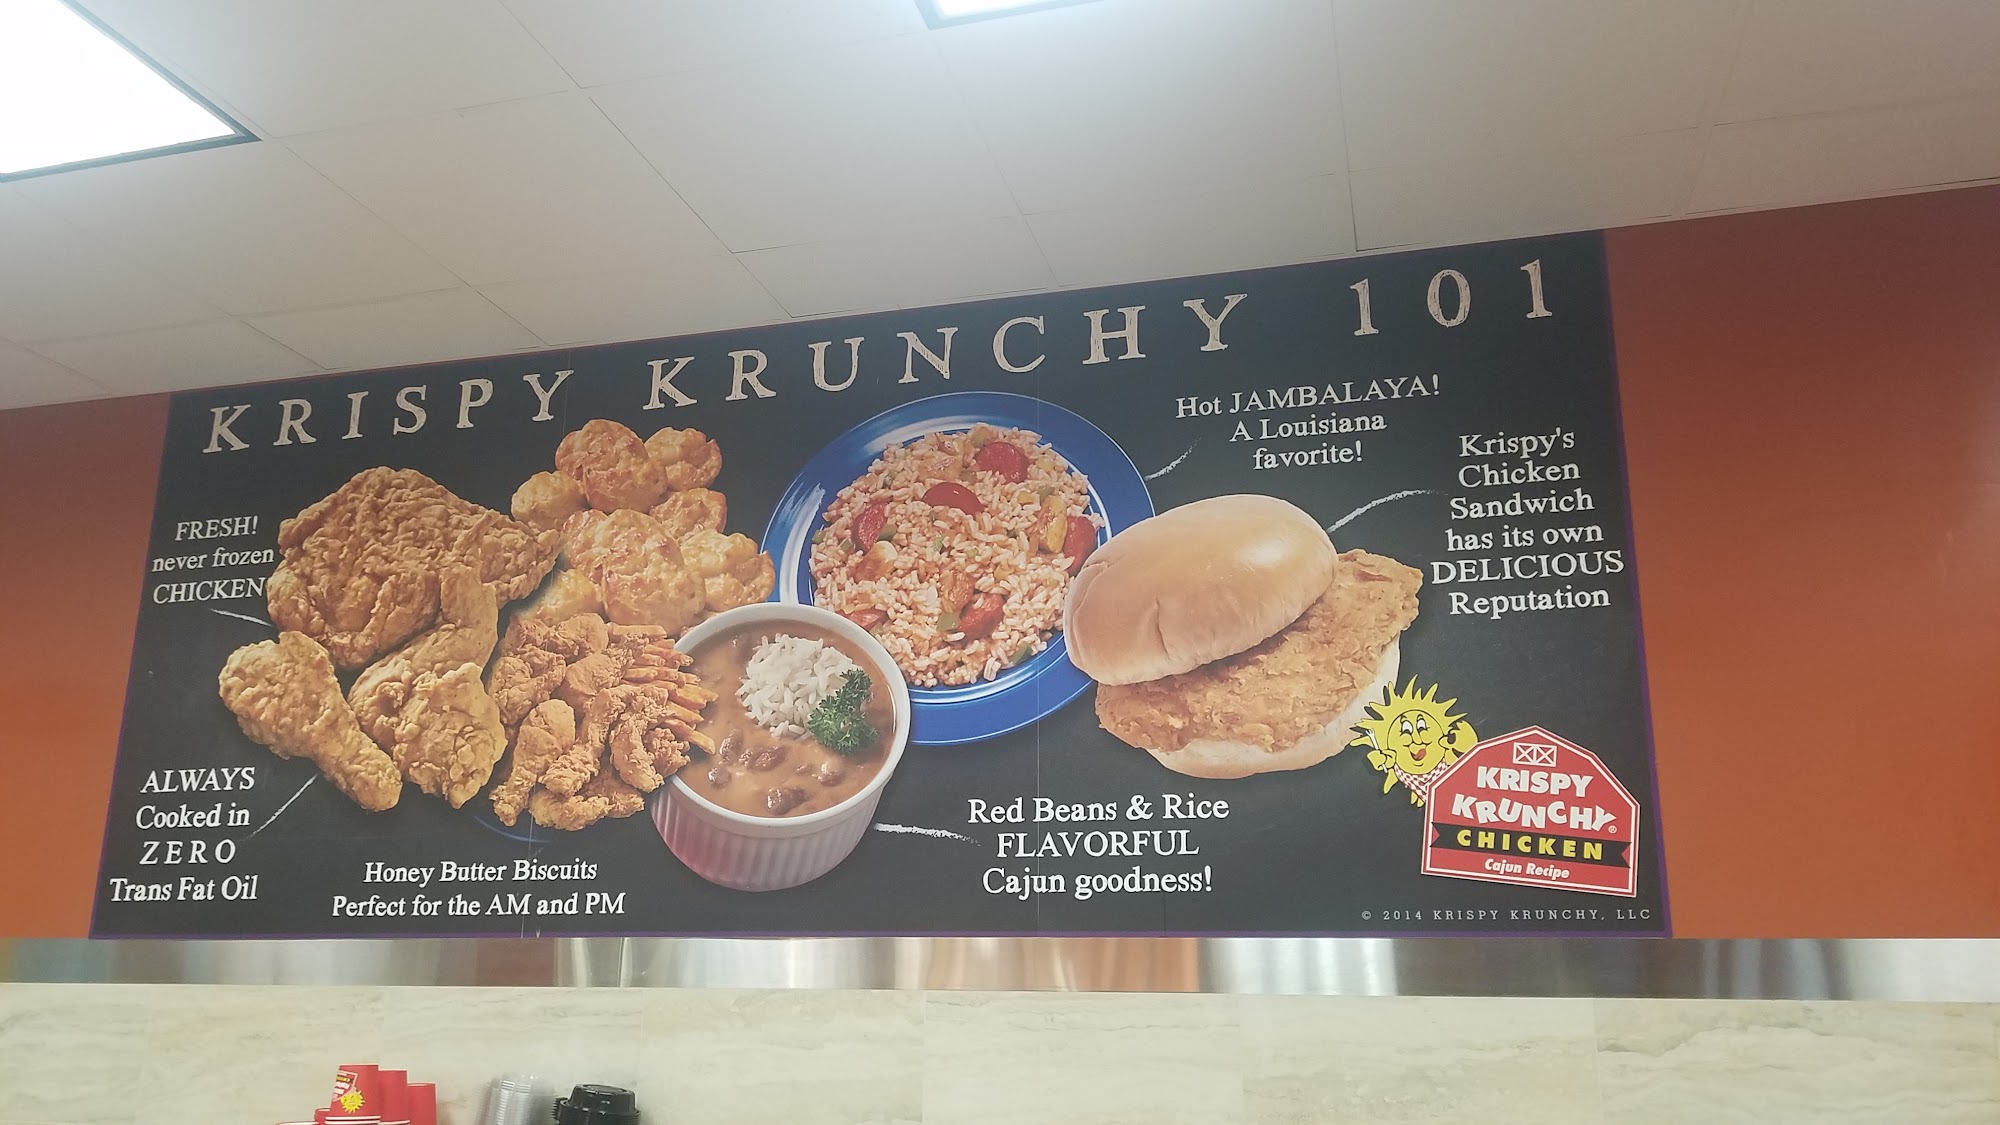 KRISPY KRUNCHY 101
FRESH!
never frozen
CHICKEN
ALWAYS
Cooked in
ZERO
Trans Fat Oil
Honey Butter Biscuits
Perfect for the AM and PM
Hot JAMBALAYA!
A Louisiana
favorite!
Krispy's
Chicken
Sandwich
has its own
DELICIOUS
Reputation
Red Beans & Rice
FLAVORFUL
Cajun goodness!
KRISPY
KRUNCHY®
CHICKEN
Cajun Recipe
© 2014 KRISPY KRUNCHY, LLC